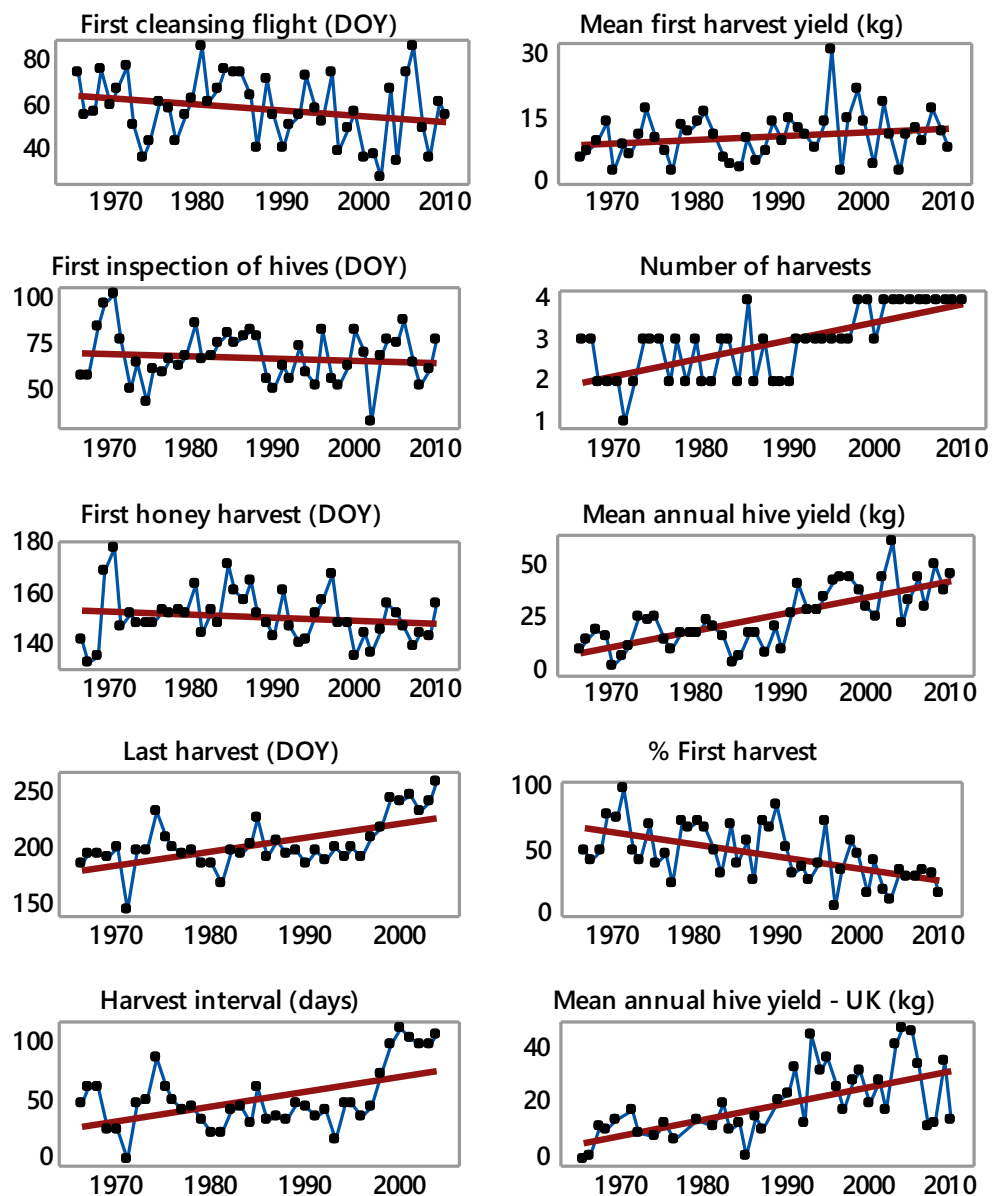 First cleansing flight (DOY)
80
60
40
1970 1980 1990 2000 2010
Mean first harvest yield (kg)
30
15
0
1970 1980 1990 2000 2010
First inspection of hives (DOY)
100
75
50
1970 1980 1990 2000 2010
Number of harvests
4
3
2
1
1970 1980 1990 2000 2010
First honey harvest (DOY)
180
160
140
1970 1980 1990 2000 2010
Mean annual hive yield (kg)
50
25
0
1970 1980 1990 2000 2010
Last harvest (DOY)
250
200
150
1970 1980 1990 2000
% First harvest
100
50
0
1970 1980 1990 2000 2010
Harvest interval (days)
100
50
0
1970 1980 1990 2000
Mean annual hive yield - UK (kg)
40
20
0
1970 1980 1990 2000 2010